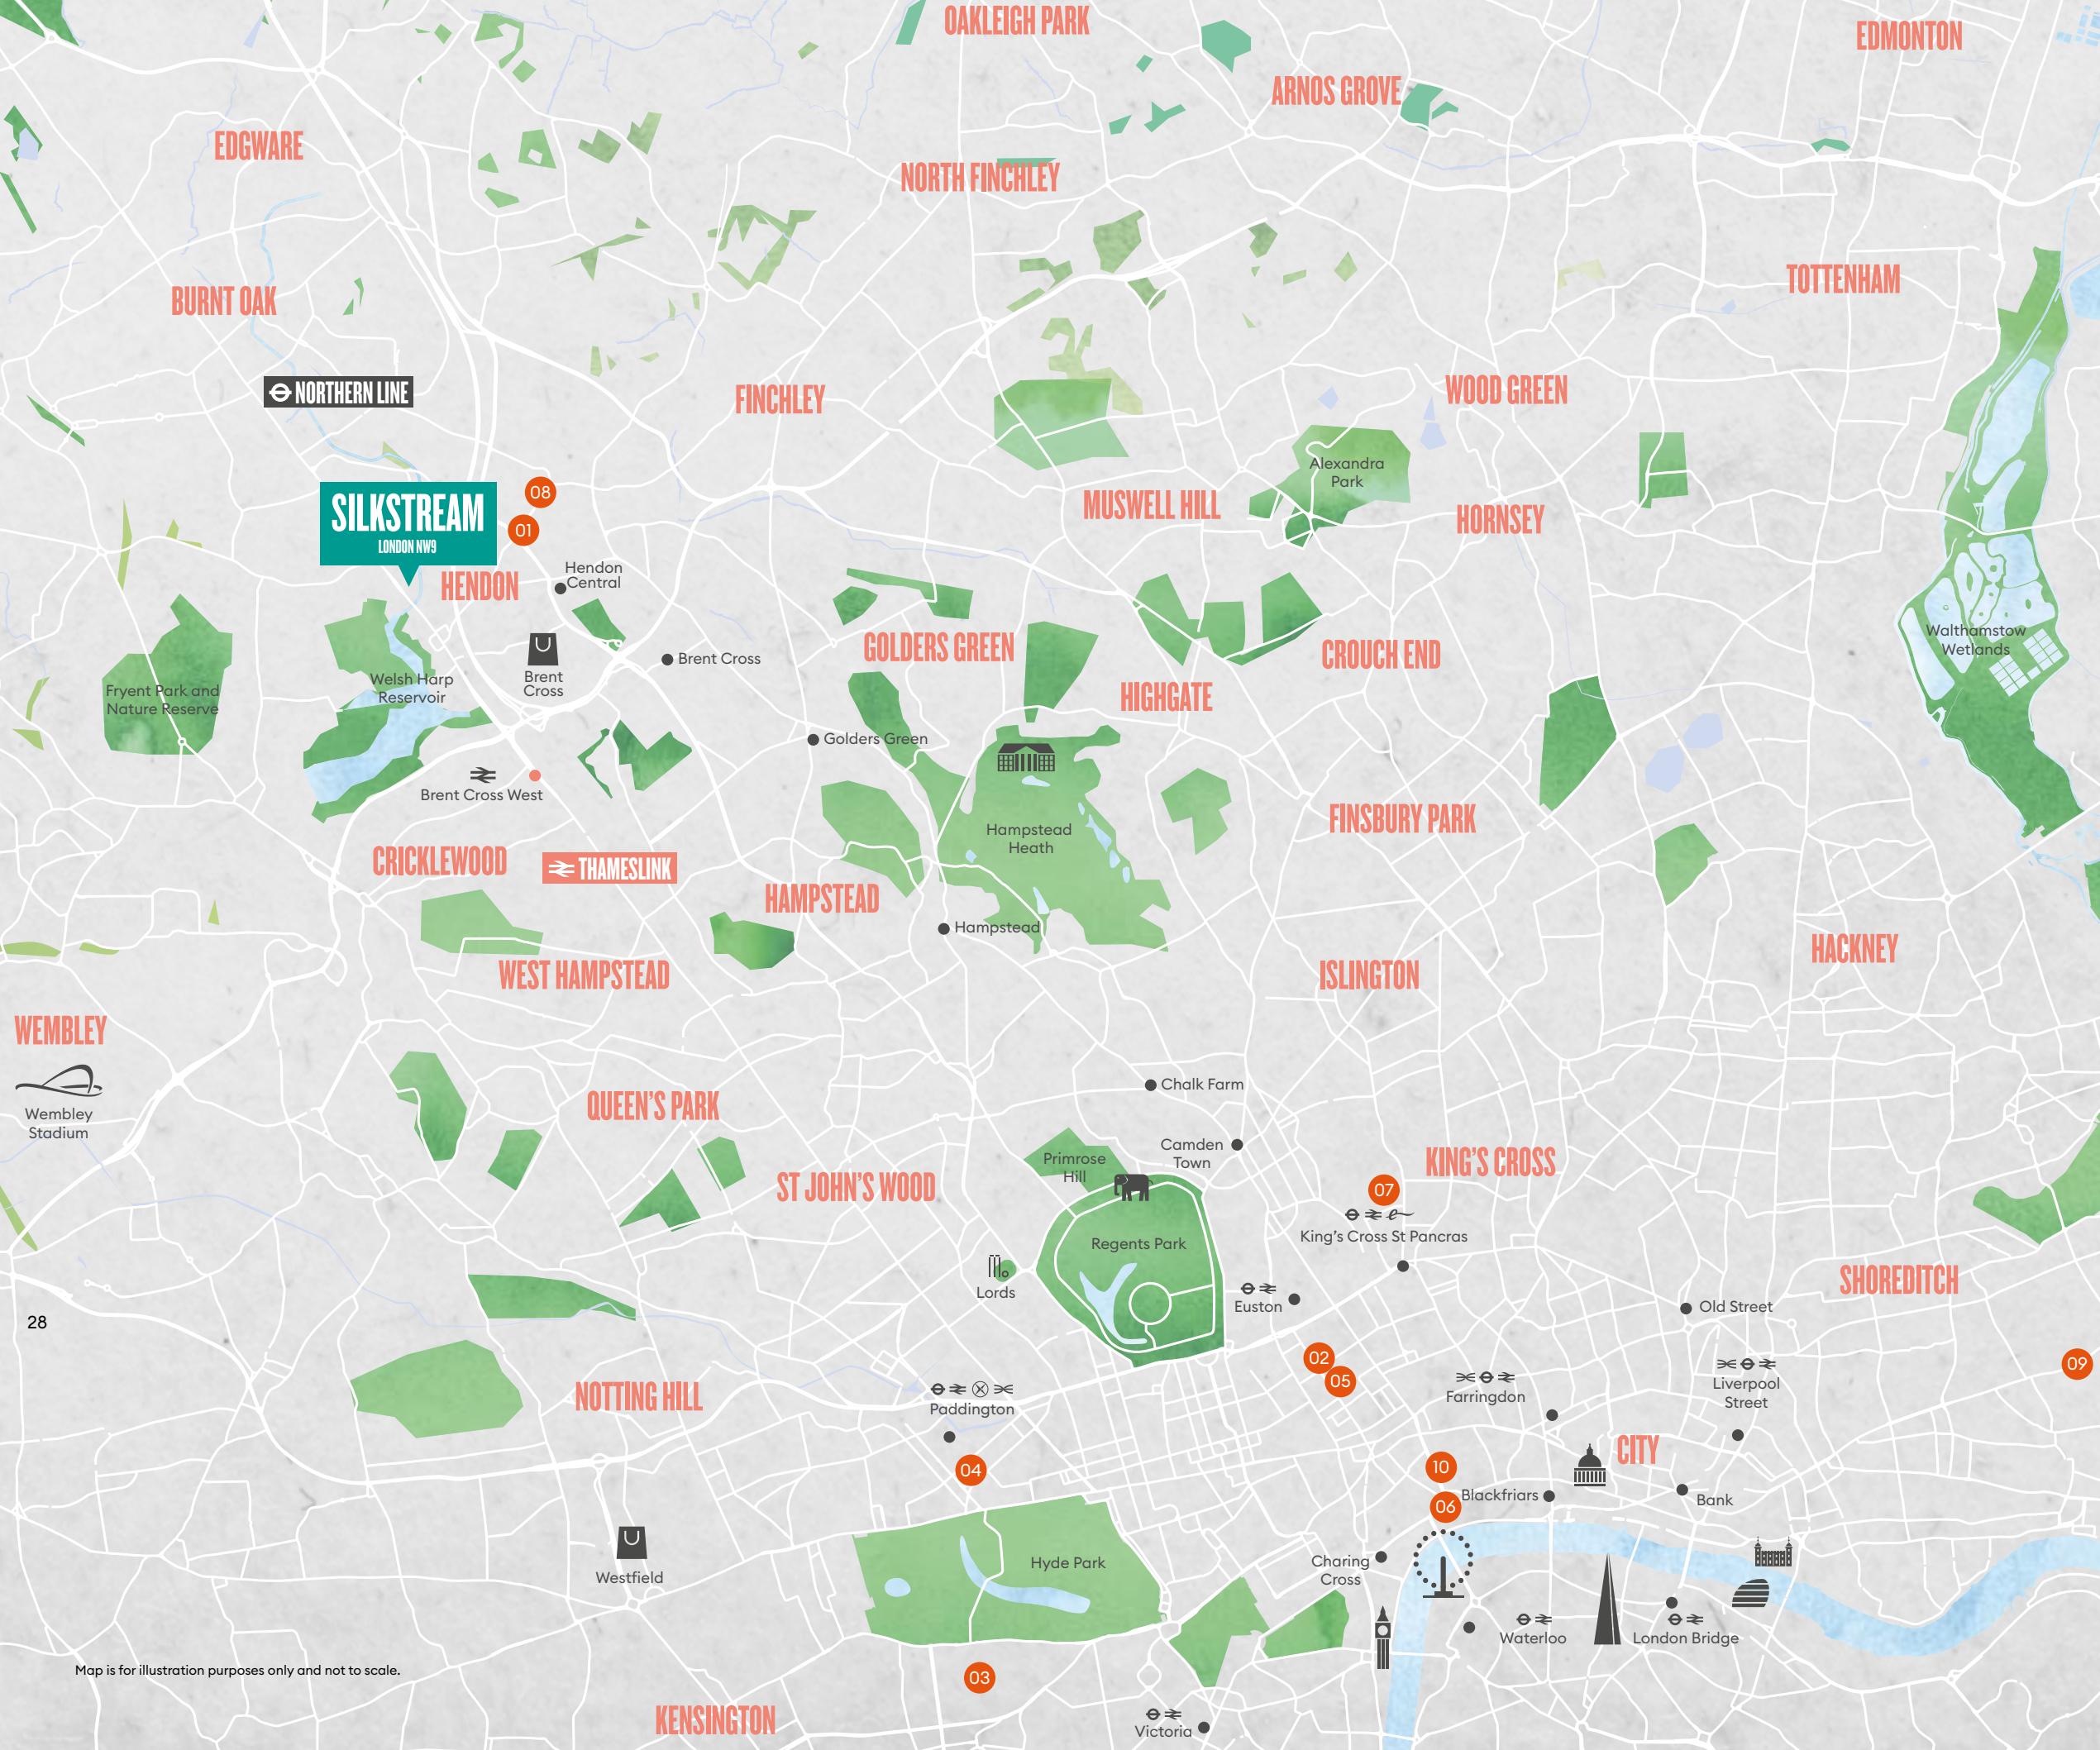 OAKLEIGH PARK
EDMONTON
ARNOS GROVE
EDGWARE
NORTH FINCHLEY
TOTTENHAM
BURNT OAK
NORTHERN LINE
FINCHLEY
WOOD GREEN
Alexandra
Park
08
SILKSTREAM
LONDON NW9
01
MUSWELL HILL
HORNSEY
Hendon
Central
HENDON
Walthamstow
Wetlands
GOLDERS GREEN
CROUCH END
Brent Cross
Brent
Cross
Welsh Harp
Reservoir
Fryent Park and
Nature Reserve
HIGHGATE
Golders Green
Brent Cross West
FINSBURY PARK
Hampstead
Heath
CRICKLEWOOD
THAMESLINK
HAMPSTEAD
Hampstead
HACKNEY
WEST HAMPSTEAD
ISLINGTON
WEMBLEY
Wembley
Stadium
Chalk Farm
QUEEN'S PARK
Camden
Town
Primrose
Hill
KING'S CROSS
ST JOHN'S WOOD
07
King's Cross St Pancras
Regents Park
SHOREDITCH
Lords
Euston
Old Street
28
02
05
09
Farringdon
Liverpool
Street
NOTTING HILL
Paddington
CITY
04
10
06
Blackfriars
Bank
Hyde Park
Charing
Cross
Westfield
Waterloo
London Bridge
Map is for illustration purposes only and not to scale.
03
KENSINGTON
Victoria